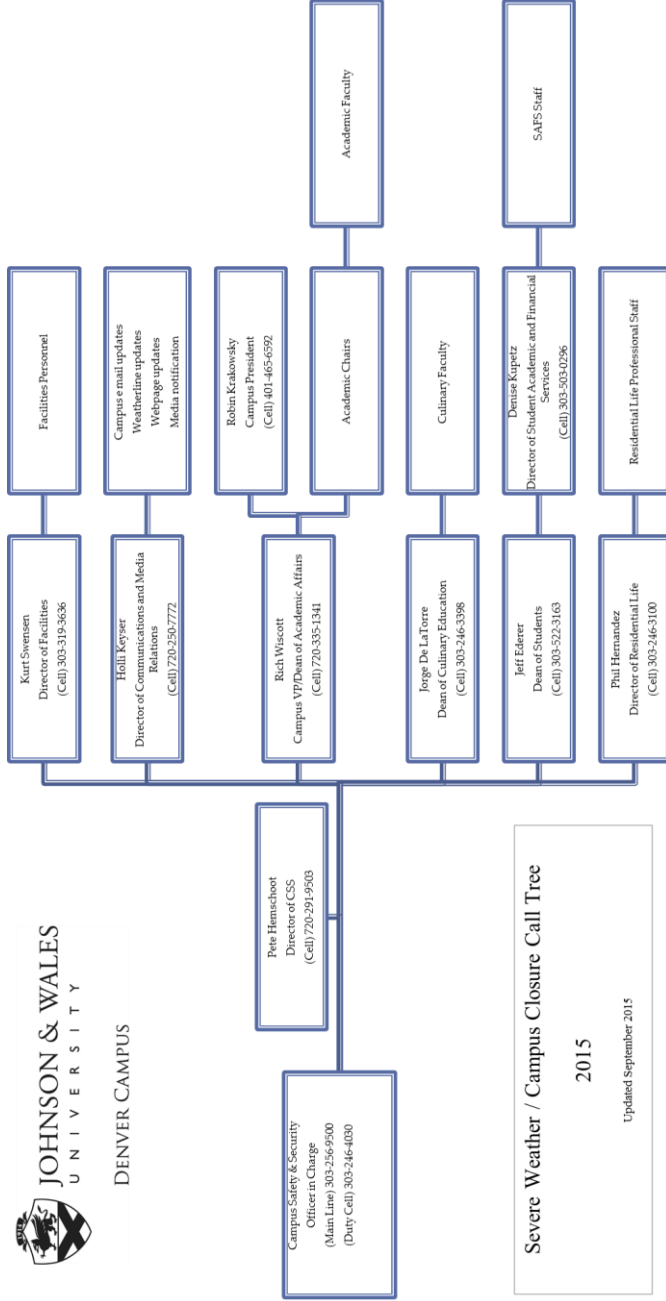 JOHNSON & WALES
UNIVERSITY
DENVER CAMPUS
Campus Safety & Security
Officer in Charge
(Main Line) 303-256-9500
(Duty Cell) 303-246-4030
Pete Hemschoot
Director of CSS
(Cell) 720-291-9503
Kurt Swensen
Director of Facilities
(Cell) 303-319-3636
Facilities Personnel
Holli Keyser
Director of Communications and Media
Relations
(Cell) 720-250-7772
Campus e mail updates
Weatherline updates
Webpage updates
Media notification
Rich Wiscott
Campus VP/Dean of Academic Affairs
(Cell) 720-335-1341
Robin Krakowsky
Campus President
(Cell) 401-465-6592
Academic Chairs
Academic Faculty
Jorge De LaTorre
Dean of Culinary Education
(Cell) 303-246-3398
Culinary Faculty
Jeff Ederer
Dean of Students
(Cell) 303-522-3163
Denise Kupetz
Director of Student Academic and Financial
Services
(Cell) 303-503-0296
SAFS Staff
Phil Hernandez
Director of Residential Life
(Cell) 303-246-3100
Residential Life Professional Staff
Severe Weather / Campus Closure Call Tree
2015
Updated September 2015